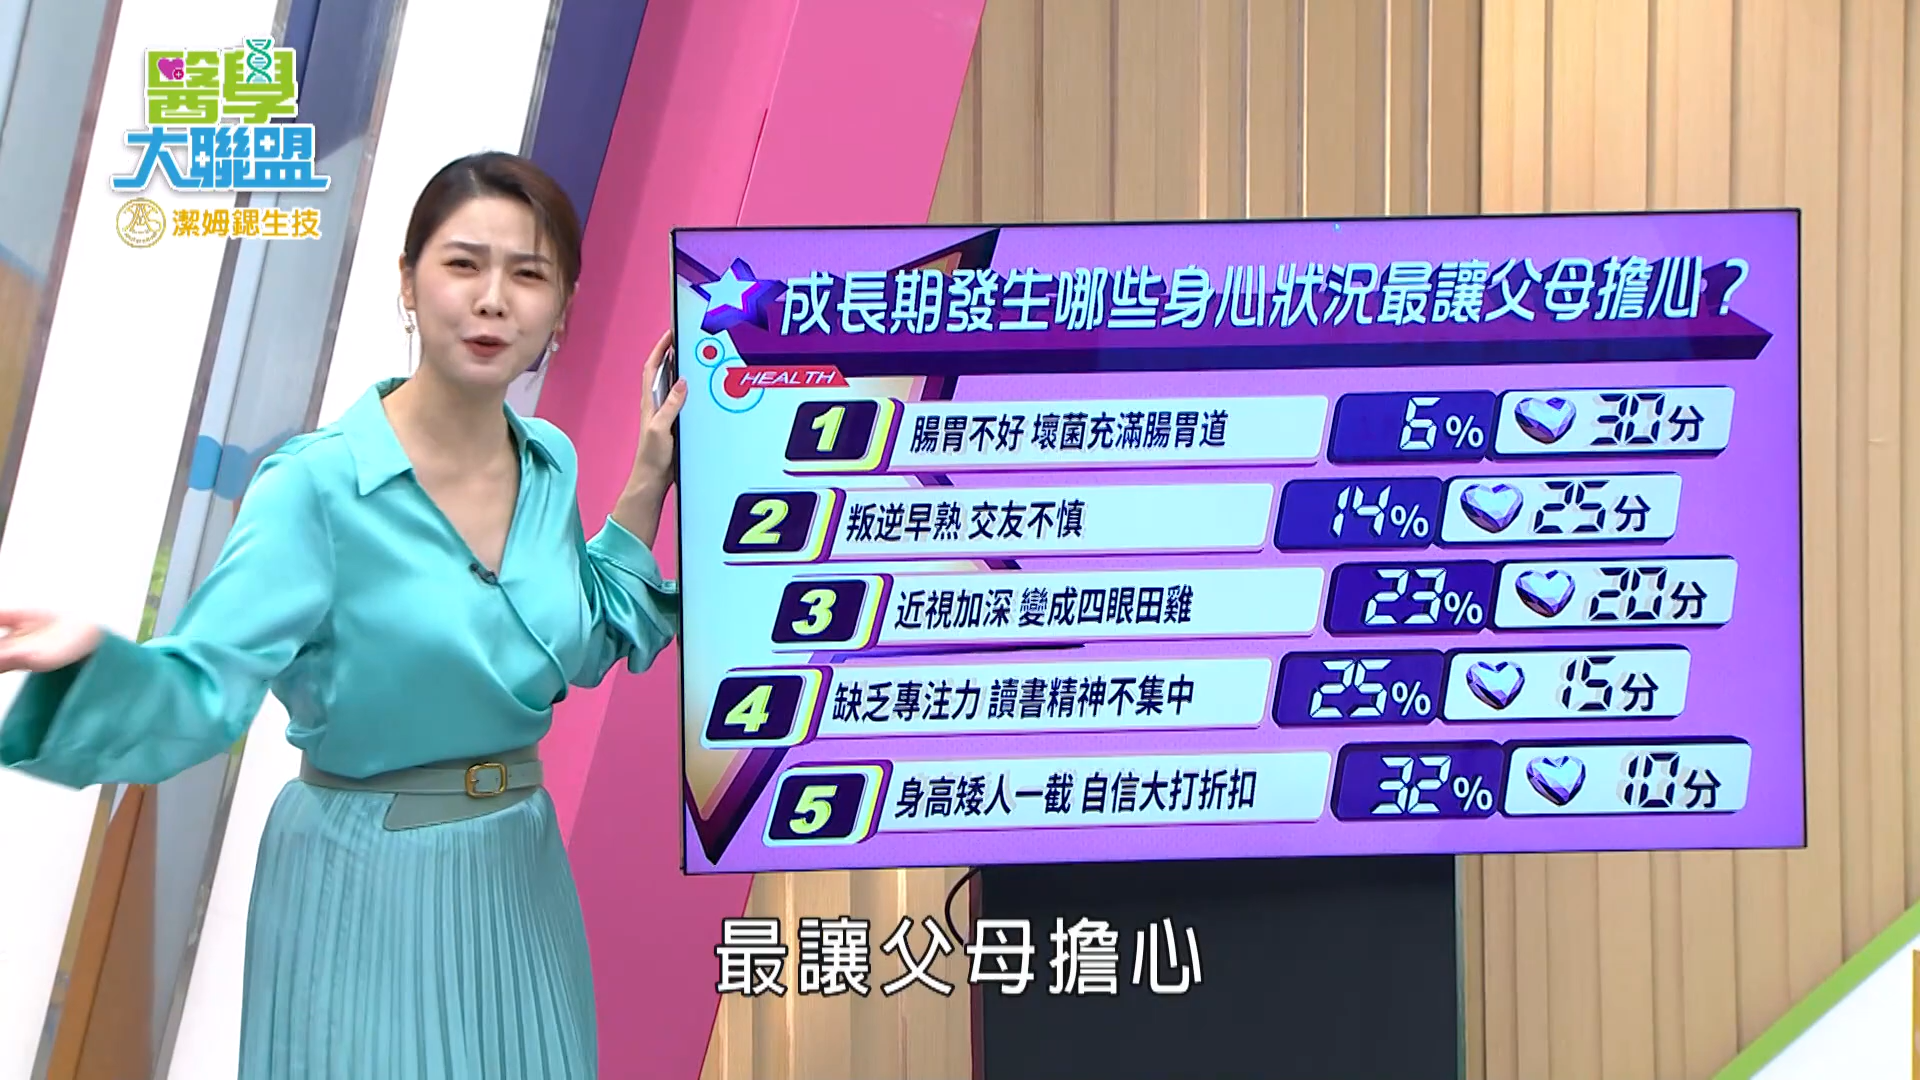 醫學
大聯盟
潔姆鍶生技
成長期發生哪些身心狀況最讓父母擔心？
HEALTH
1 腸胃不好 壞菌充滿腸胃道 6% 30分
2 叛逆早熟 交友不慎 14% 25分
3 近視加深 變成四眼田雞 23% 20分
4 缺乏專注力 讀書精神不集中 25% 15分
5 身高矮人一截 自信大打折扣 32% 10分
最讓父母擔心